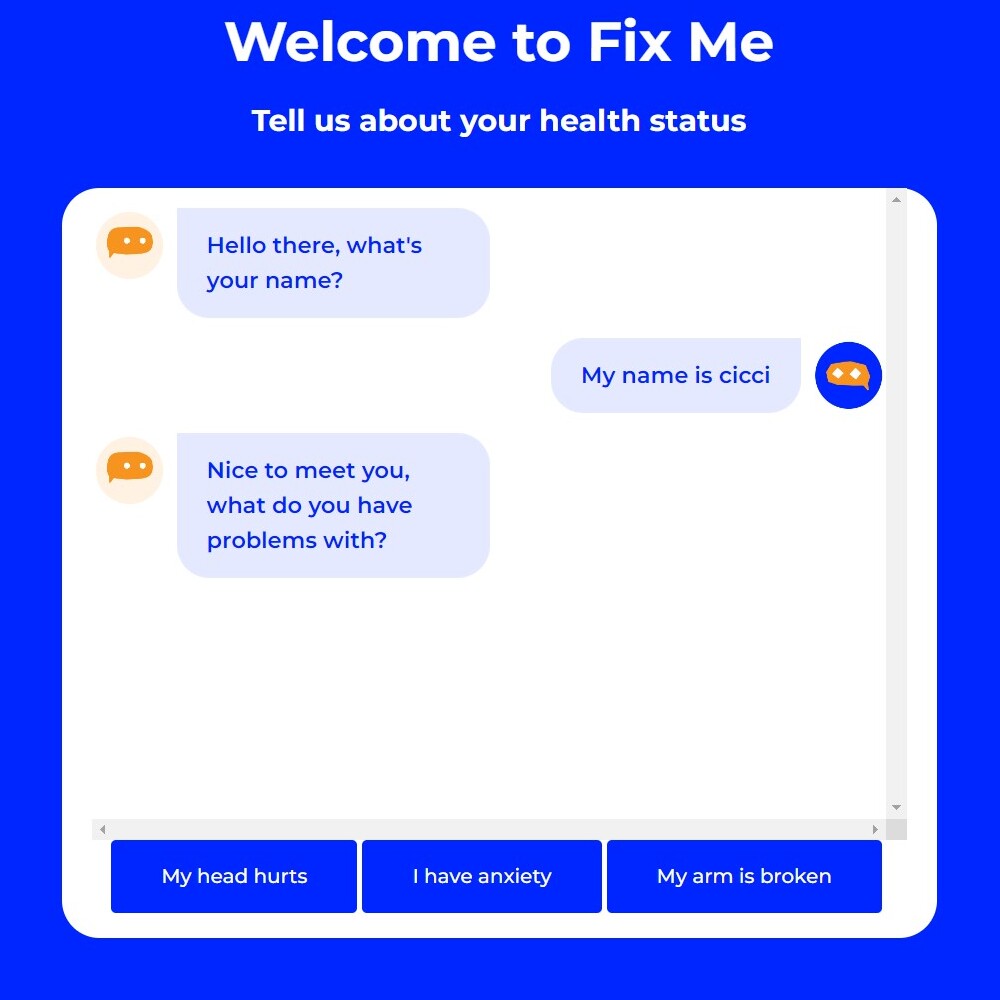 Welcome to Fix Me
Tell us about your health status
Hello there, what's
your name?
My name is cicci
Nice to meet you,
what do you have
problems with?
My head hurts
I have anxiety
My arm is broken